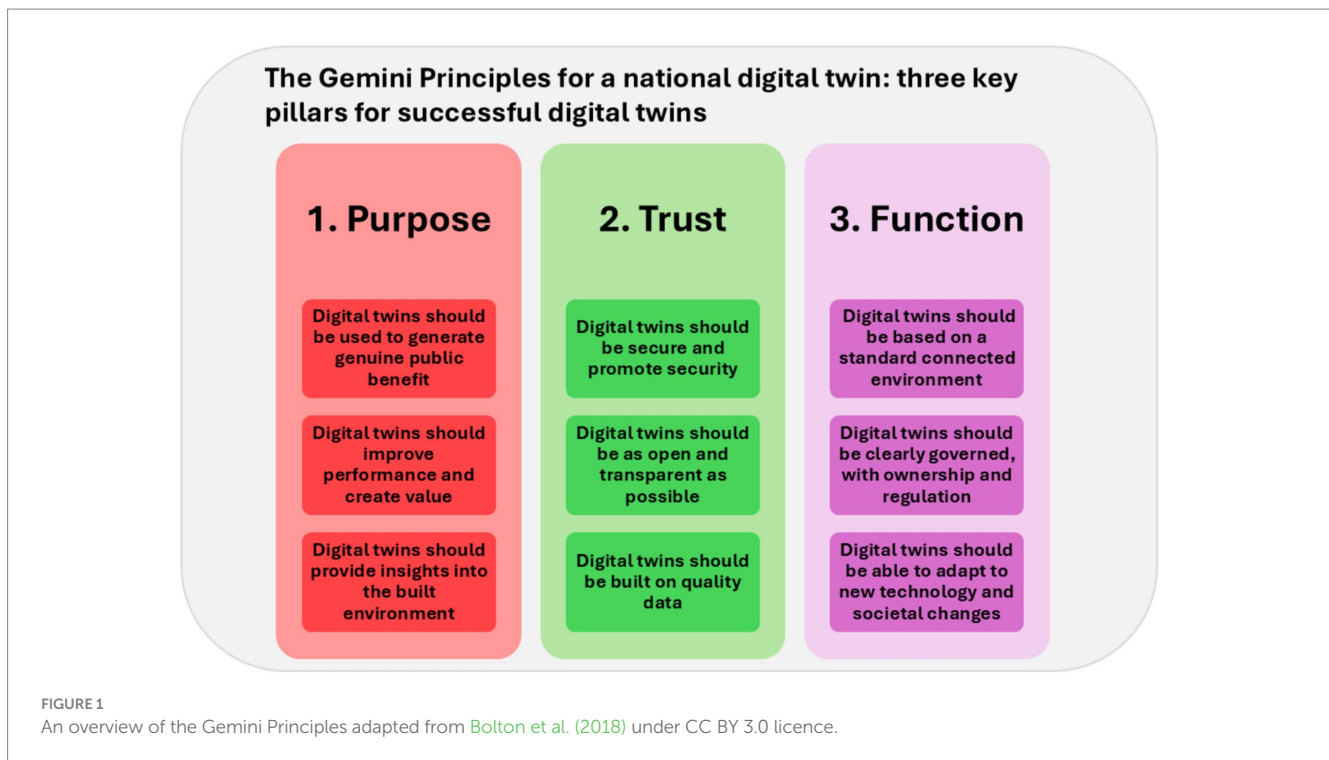 The Gemini Principles for a national digital twin: three key
pillars for successful digital twins
1. Purpose
Digital twins should
be used to generate
genuine public
benefit
Digital twins should
improve
performance and
create value
Digital twins should
provide insights into
the built
environment
2. Trust
Digital twins should
be secure and
promote security
Digital twins should
be as open and
transparent as
possible
Digital twins should
be built on quality
data
3. Function
Digital twins should
be based on a
standard connected
environment
Digital twins should
be clearly governed,
with ownership and
regulation
Digital twins should
be able to adapt to
new technology and
societal changes
FIGURE 1
An overview of the Gemini Principles adapted from Bolton et al. (2018) under CC BY 3.0 licence.